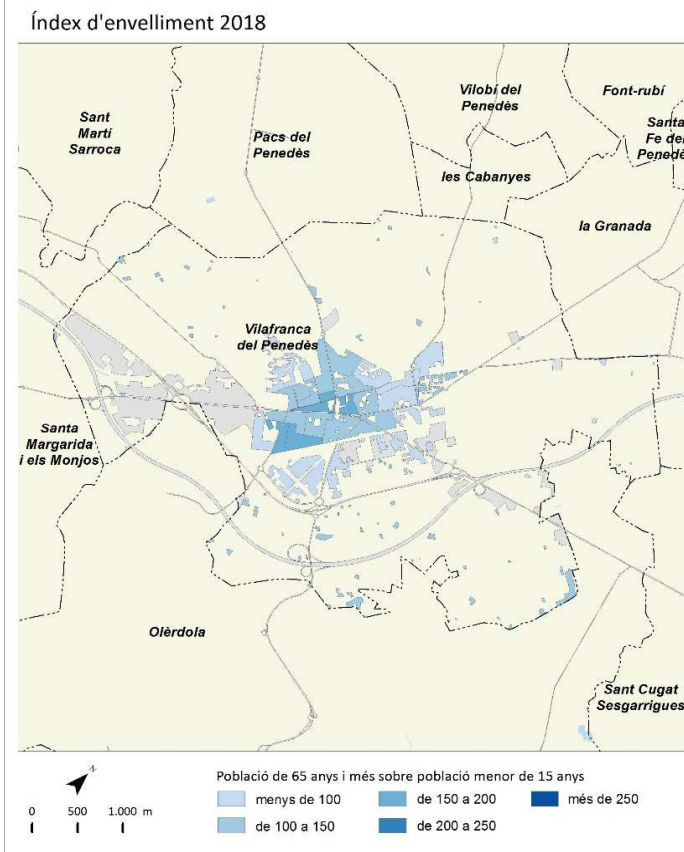 Índex d'envelliment 2018
Sant
Martí
Sarroca
Pacs del
Penedès
Vilobí del
Penedès
Font-rubí
Santa
Fe del
Penedè
les Cabanyes
la Granada
Vilafranca
del Penedès
Santa
Margarida
i els Monjos
Olèrdola
Sant Cugat
Sesgarrigues
N
0 500 1.000 m
Població de 65 anys i més sobre població menor de 15 anys
menys de 100
de 100 a 150
de 150 a 200
de 200 a 250
més de 250